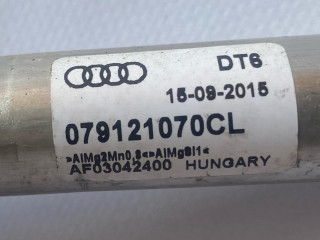 DT6
15-09-2015
079121070CL
>AlMg2Mn0,8<>AlMgSi1<
AF03042400 HUNGARY